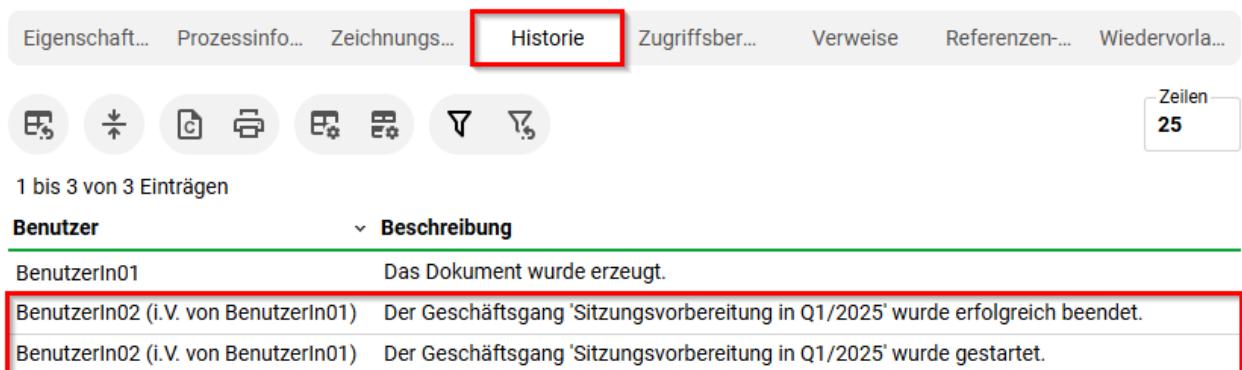 Eigenschaft... Prozessinfo... Zeichnungs... Historie Zugriffsber... Verweise Referenzen-... Wiedervorla...
Zeilen
25
1 bis 3 von 3 Einträgen
Benutzer Beschreibung
BenutzerIn01 Das Dokument wurde erzeugt.
BenutzerIn02 (i.V. von BenutzerIn01) Der Geschäftsgang 'Sitzungsvorbereitung in Q1/2025' wurde erfolgreich beendet.
BenutzerIn02 (i.V. von BenutzerIn01) Der Geschäftsgang 'Sitzungsvorbereitung in Q1/2025' wurde gestartet.